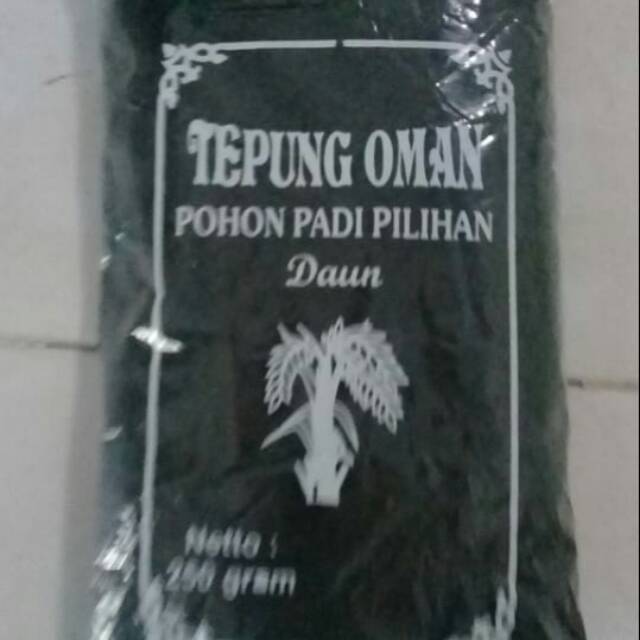 TEPUNG OMAN
POHON PADI PILIHAN
Daun
Netto :
250 gram